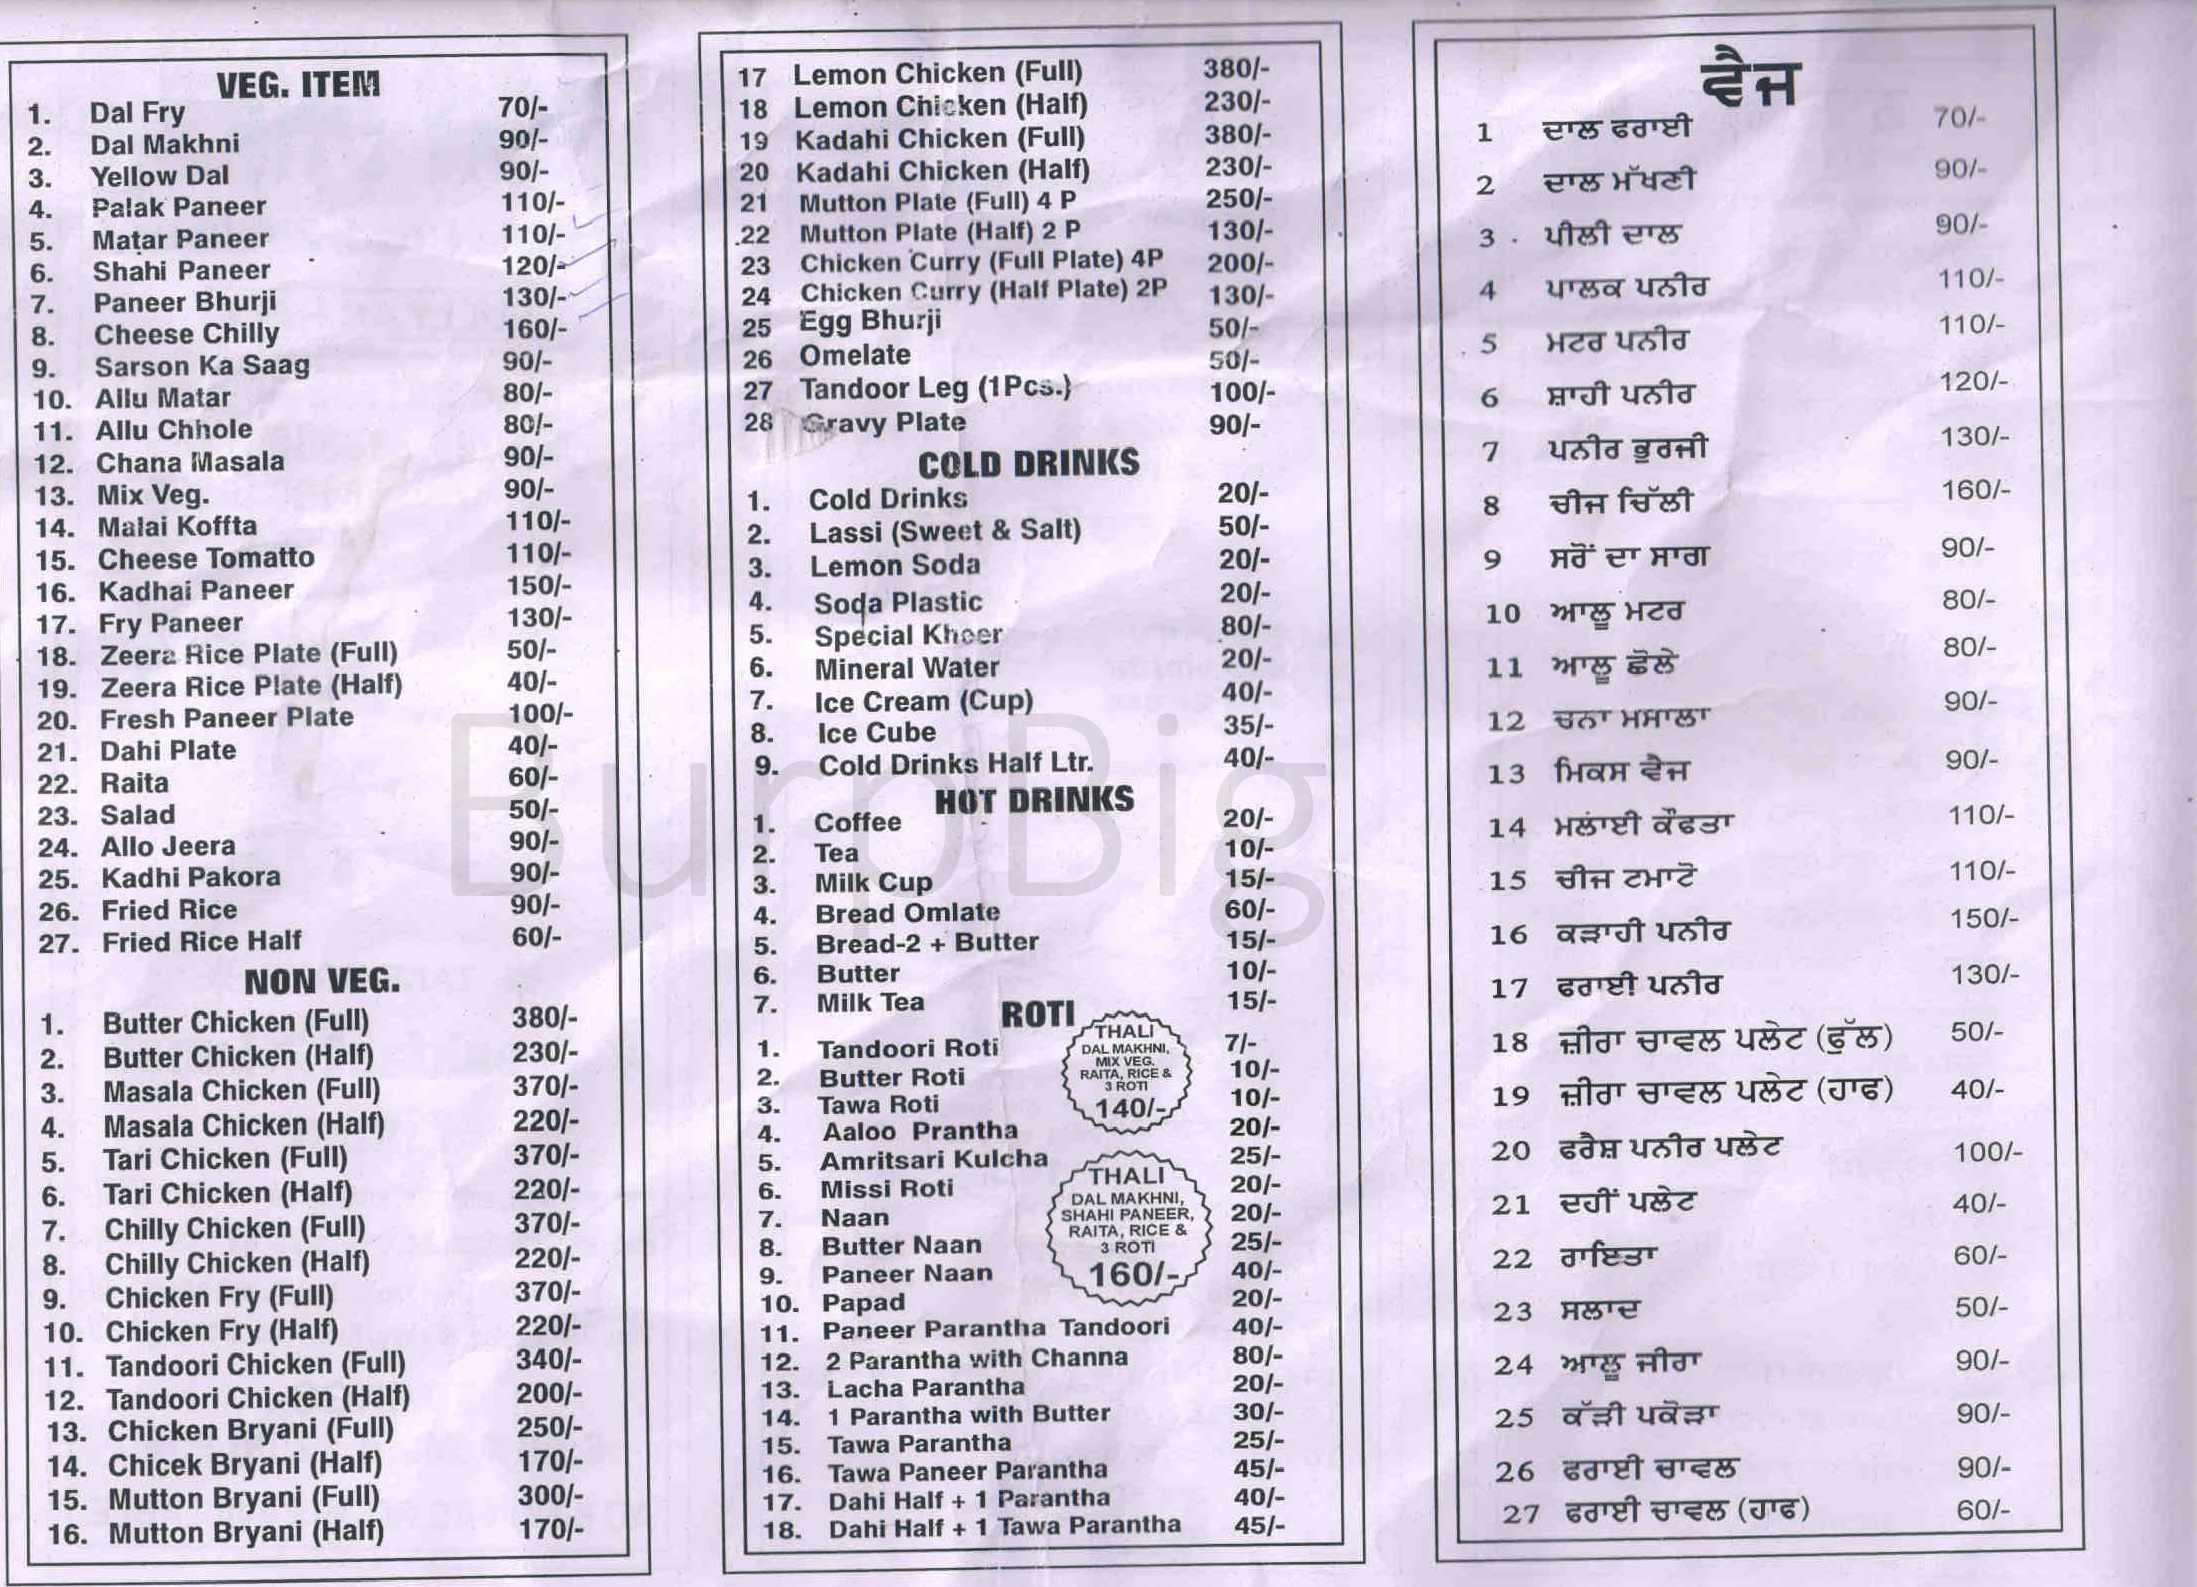 VEG. ITEM
1. Dal Fry 70/-
2. Dal Makhni 90/-
3. Yellow Dal 90/-
4. Palak Paneer 110/-
5. Matar Paneer 110/-
6. Shahi Paneer 120/-
7. Paneer Bhurji 130/-
8. Cheese Chilly 160/-
9. Sarson Ka Saag 90/-
10. Allu Matar 80/-
11. Allu Chhole 80/-
12. Chana Masala 90/-
13. Mix Veg. 90/-
14. Malai Koffta 110/-
15. Cheese Tomatto 110/-
16. Kadhai Paneer 150/-
17. Fry Paneer 130/-
18. Zeera Rice Plate (Full) 50/-
19. Zeera Rice Plate (Half) 40/-
20. Fresh Paneer Plate 100/-
21. Dahi Plate 40/-
22. Raita 60/-
23. Salad 50/-
24. Allo Jeera 90/-
25. Kadhi Pakora 90/-
26. Fried Rice 90/-
27. Fried Rice Half 60/-
NON VEG.
1. Butter Chicken (Full) 380/-
2. Butter Chicken (Half) 230/-
3. Masala Chicken (Full) 370/-
4. Masala Chicken (Half) 220/-
5. Tari Chicken (Full) 370/-
6. Tari Chicken (Half) 220/-
7. Chilly Chicken (Full) 370/-
8. Chilly Chicken (Half) 220/-
9. Chicken Fry (Full) 370/-
10. Chicken Fry (Half) 220/-
11. Tandoori Chicken (Full) 340/-
12. Tandoori Chicken (Half) 200/-
13. Chicken Bryani (Full) 250/-
14. Chicek Bryani (Half) 170/-
15. Mutton Bryani (Full) 300/-
16. Mutton Bryani (Half) 170/-
17 Lemon Chicken (Full) 380/-
18 Lemon Chicken (Half) 230/-
19 Kadahi Chicken (Full) 380/-
20 Kadahi Chicken (Half) 230/-
21 Mutton Plate (Full) 4 P 250/-
22 Mutton Plate (Half) 2 P 130/-
23 Chicken Curry (Full Plate) 4P 200/-
24 Chicken Curry (Half Plate) 2P 130/-
25 Egg Bhurji 50/-
26 Omelate 50/-
27 Tandoor Leg (1Pcs.) 100/-
28 Gravy Plate 90/-
COLD DRINKS
1. Cold Drinks 20/-
2. Lassi (Sweet & Salt) 50/-
3. Lemon Soda 20/-
4. Soda Plastic 20/-
5. Special Kheer 80/-
6. Mineral Water 20/-
7. Ice Cream (Cup) 40/-
8. Ice Cube 35/-
9. Cold Drinks Half Ltr. 40/-
HOT DRINKS
1. Coffee 20/-
2. Tea 10/-
3. Milk Cup 15/-
4. Bread Omlate 60/-
5. Bread-2 + Butter 15/-
6. Butter 10/-
7. Milk Tea 15/-
ROTI
1. Tandoori Roti 7/-
2. Butter Roti 10/-
3. Tawa Roti 10/-
4. Aaloo Prantha 20/-
5. Amritsari Kulcha 25/-
6. Missi Roti 20/-
7. Naan 20/-
8. Butter Naan 25/-
9. Paneer Naan 40/-
10. Papad 20/-
11. Paneer Parantha Tandoori 40/-
12. 2 Parantha with Channa 80/-
13. Lacha Parantha 20/-
14. 1 Parantha with Butter 30/-
15. Tawa Parantha 25/-
16. Tawa Paneer Parantha 45/-
17. Dahi Half + 1 Parantha 40/-
18. Dahi Half + 1 Tawa Parantha 45/-
THALI
DAL MAKHNI,
MIX VEG.
RAITA, RICE &
3 ROTI
140/-
THALI
DAL MAKHNI,
SHAHI PANEER,
RAITA, RICE &
3 ROTI
160/-
ਵੈਜ
1 ਦਾਲ ਫਰਾਈ 70/-
2 ਦਾਲ ਮੱਖਣੀ 90/-
3 ਪੀਲੀ ਦਾਲ 90/-
4 ਪਾਲਕ ਪਨੀਰ 110/-
5 ਮਟਰ ਪਨੀਰ 110/-
6 ਸ਼ਾਹੀ ਪਨੀਰ 120/-
7 ਪਨੀਰ ਭੁਰਜੀ 130/-
8 ਚੀਜ ਚਿੱਲੀ 160/-
9 ਸਰੋਂ ਦਾ ਸਾਗ 90/-
10 ਆਲੂ ਮਟਰ 80/-
11 ਆਲੂ ਛੋਲੇ 80/-
12 ਚਨਾ ਮਸਾਲਾ 90/-
13 ਮਿਕਸ ਵੈਜ 90/-
14 ਮਲਾਈ ਕੌਫਤਾ 110/-
15 ਚੀਜ ਟਮਾਟੋ 110/-
16 ਕੜਾਹੀ ਪਨੀਰ 150/-
17 ਫਰਾਈ ਪਨੀਰ 130/-
18 ਜ਼ੀਰਾ ਚਾਵਲ ਪਲੇਟ (ਫੁੱਲ) 50/-
19 ਜ਼ੀਰਾ ਚਾਵਲ ਪਲੇਟ (ਹਾਫ) 40/-
20 ਫਰੈਸ਼ ਪਨੀਰ ਪਲੇਟ 100/-
21 ਦਹੀਂ ਪਲੇਟ 40/-
22 ਰਾਇਤਾ 60/-
23 ਸਲਾਦ 50/-
24 ਆਲੂ ਜੀਰਾ 90/-
25 ਕੱੜੀ ਪਕੋੜਾ 90/-
26 ਫਰਾਈ ਚਾਵਲ 90/-
27 ਫਰਾਈ ਚਾਵਲ (ਹਾਫ) 60/-
BurpBig